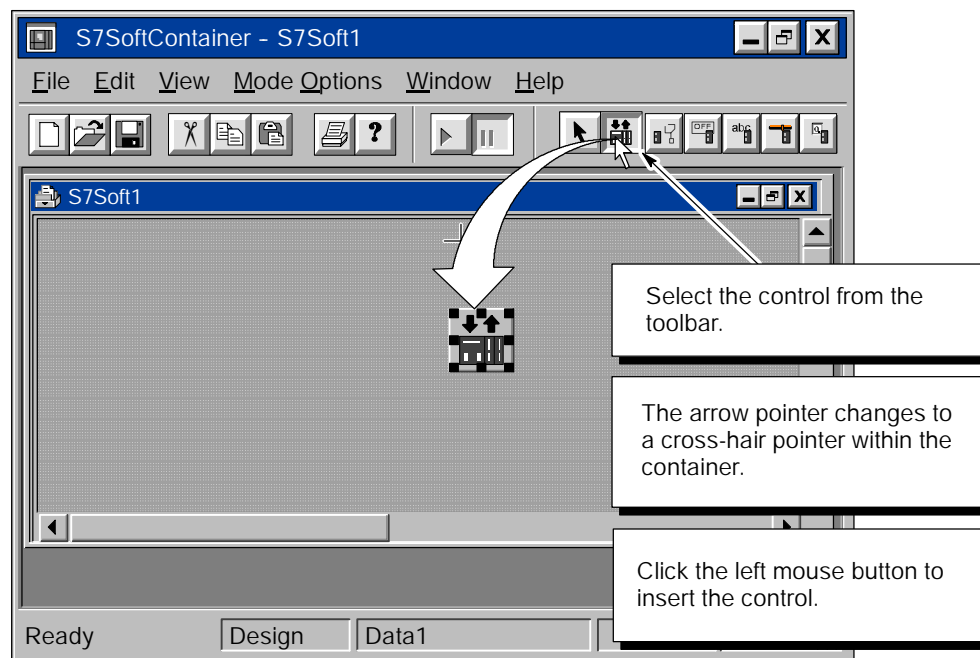 S7SoftContainer - S7Soft1
File Edit View Mode Options Window Help
?
OFF
abc
a
S7Soft1
Select the control from the
toolbar.
The arrow pointer changes to
a cross-hair pointer within the
container.
Click the left mouse button to
insert the control.
Ready Design Data1